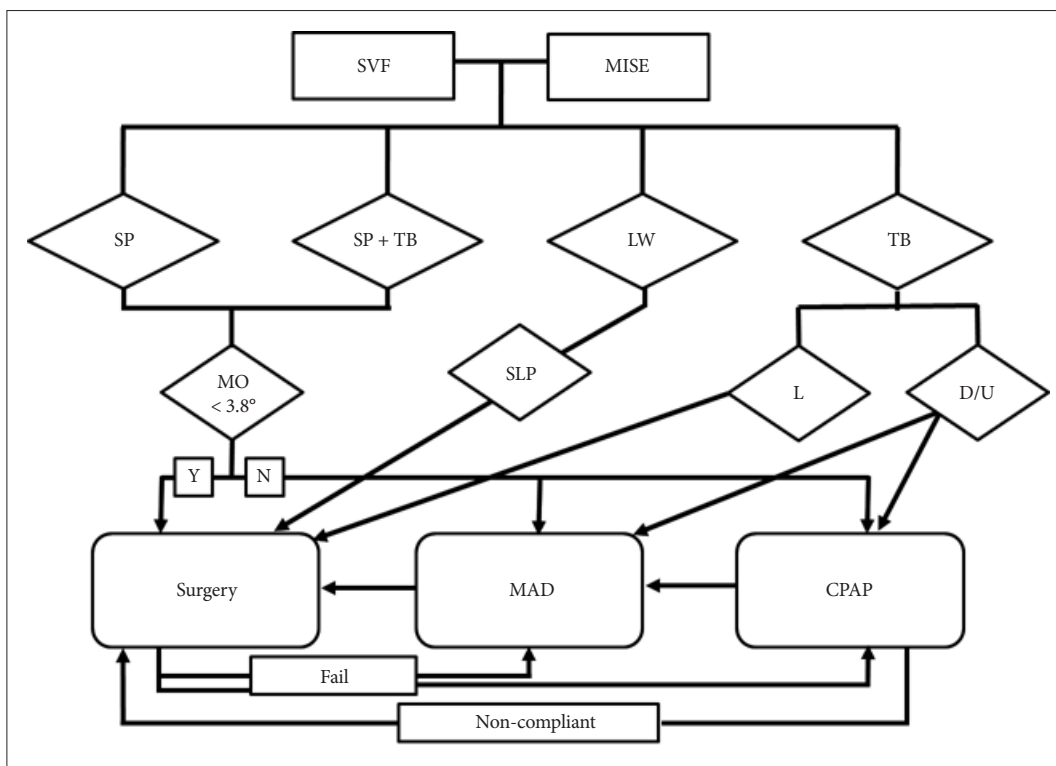 SVF
MISE
SP
SP + TB
LW
TB
MO
< 3.8°
SLP
L
D/U
Y
N
Surgery
MAD
CPAP
Fail
Non-compliant